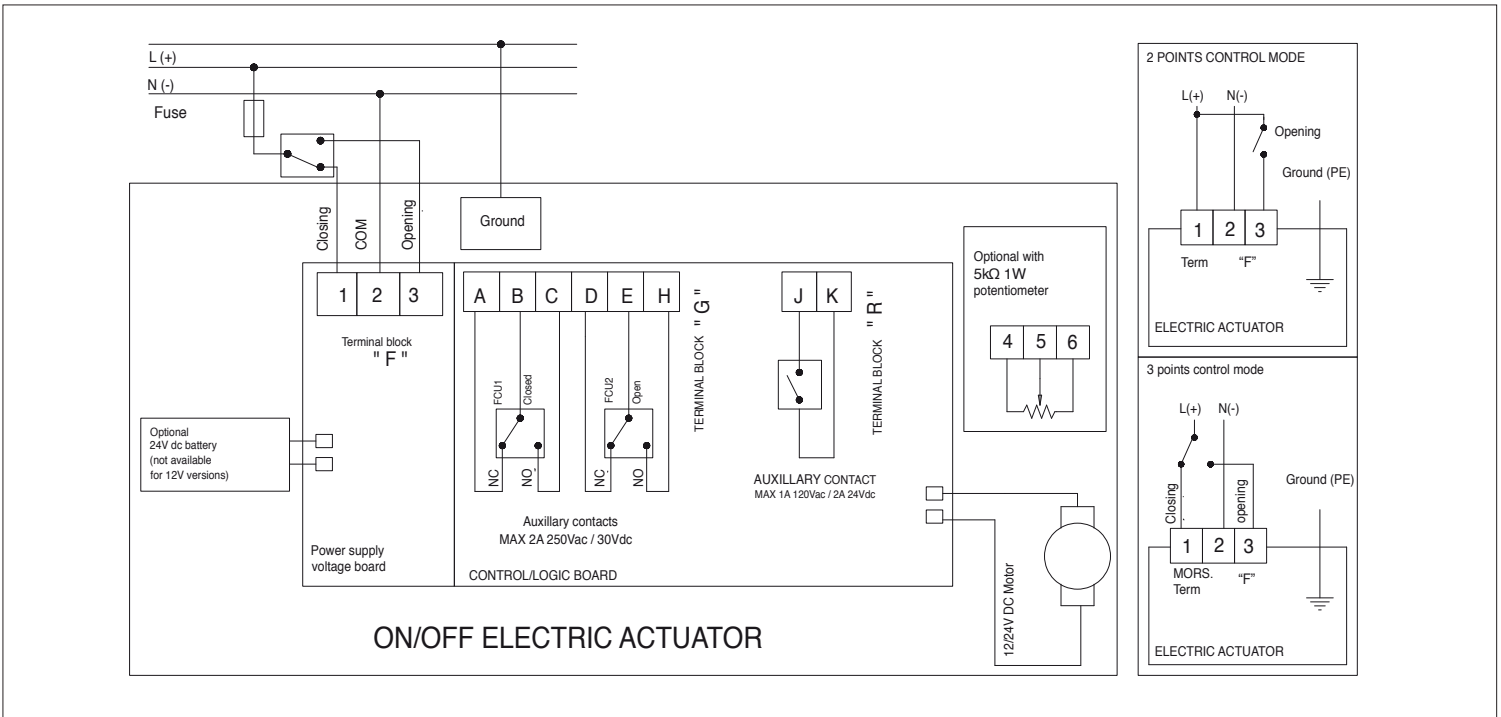 L (+)
N (-)
Fuse
Closing
COM
Opening
Ground
1 2 3
Terminal block
" F "
A B C D E H
TERMINAL BLOCK " G "
FCU1
Closed
NC
NO
FCU2
Open
NC
NO
Auxillary contacts
MAX 2A 250Vac / 30Vdc
J K
TERMINAL BLOCK " R "
AUXILLARY CONTACT
MAX 1A 120Vac / 2A 24Vdc
Optional with
5kΩ 1W
potentiometer
4 5 6
Optional
24V dc battery
(not available
for 12V versions)
Power supply
voltage board
CONTROL/LOGIC BOARD
12/24V DC Motor
ON/OFF ELECTRIC ACTUATOR
2 POINTS CONTROL MODE
L(+) N(-)
Opening
Ground (PE)
1 2 3
Term "F"
ELECTRIC ACTUATOR
3 points control mode
L(+) N(-)
Ground (PE)
Closing
opening
1 2 3
MORS.
Term "F"
ELECTRIC ACTUATOR